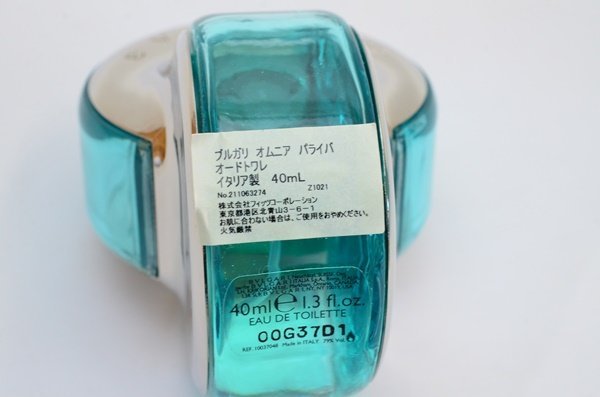 ブルガリ オムニア パライバ
オードトワレ
イタリア製 40mL
No.211063274 Z1021
株式会社フィッツコーポレーション
東京都港区北青山3-6-1
お肌に合わない場合は、ご使用をおやめください。
火気厳禁
40ml e 1.3 fl.oz.
EAU DE TOILETTE
00G37D1
REF. 10037048 Made in ITALY 79% Vol.